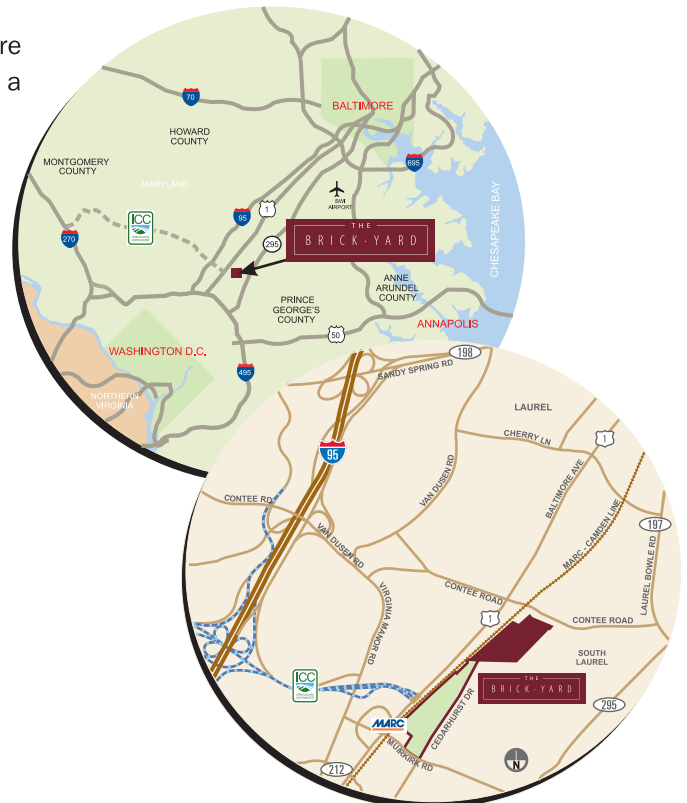 re
a
70
BALTIMORE
HOWARD
COUNTY
MONTGOMERY
COUNTY
695
MARYLAND
BWI
AIRPORT
CHESAPEAKE BAY
1
95
ICC
270
295
THE
BRICK·YARD
ANNE
ARUNDEL
COUNTY
PRINCE
GEORGE'S
COUNTY
50
ANNAPOLIS
WASHINGTON D.C.
495
NORTHERN
VIRGINIA
198
SANDY SPRING RD
LAUREL
CHERRY LN
1
95
VAN DUSEN RD
BALTIMORE AVE
MARC - CAMDEN LINE
CONTEE RD
197
VAN DUSEN RD
LAUREL BOWLE RD
VIRGINIA MANOR RD
CONTEE ROAD
1
CONTEE ROAD
SOUTH
LAUREL
ICC
THE
BRICK·YARD
295
CEDARHURST DR
MARC
MUIRKIRK RD
212
N